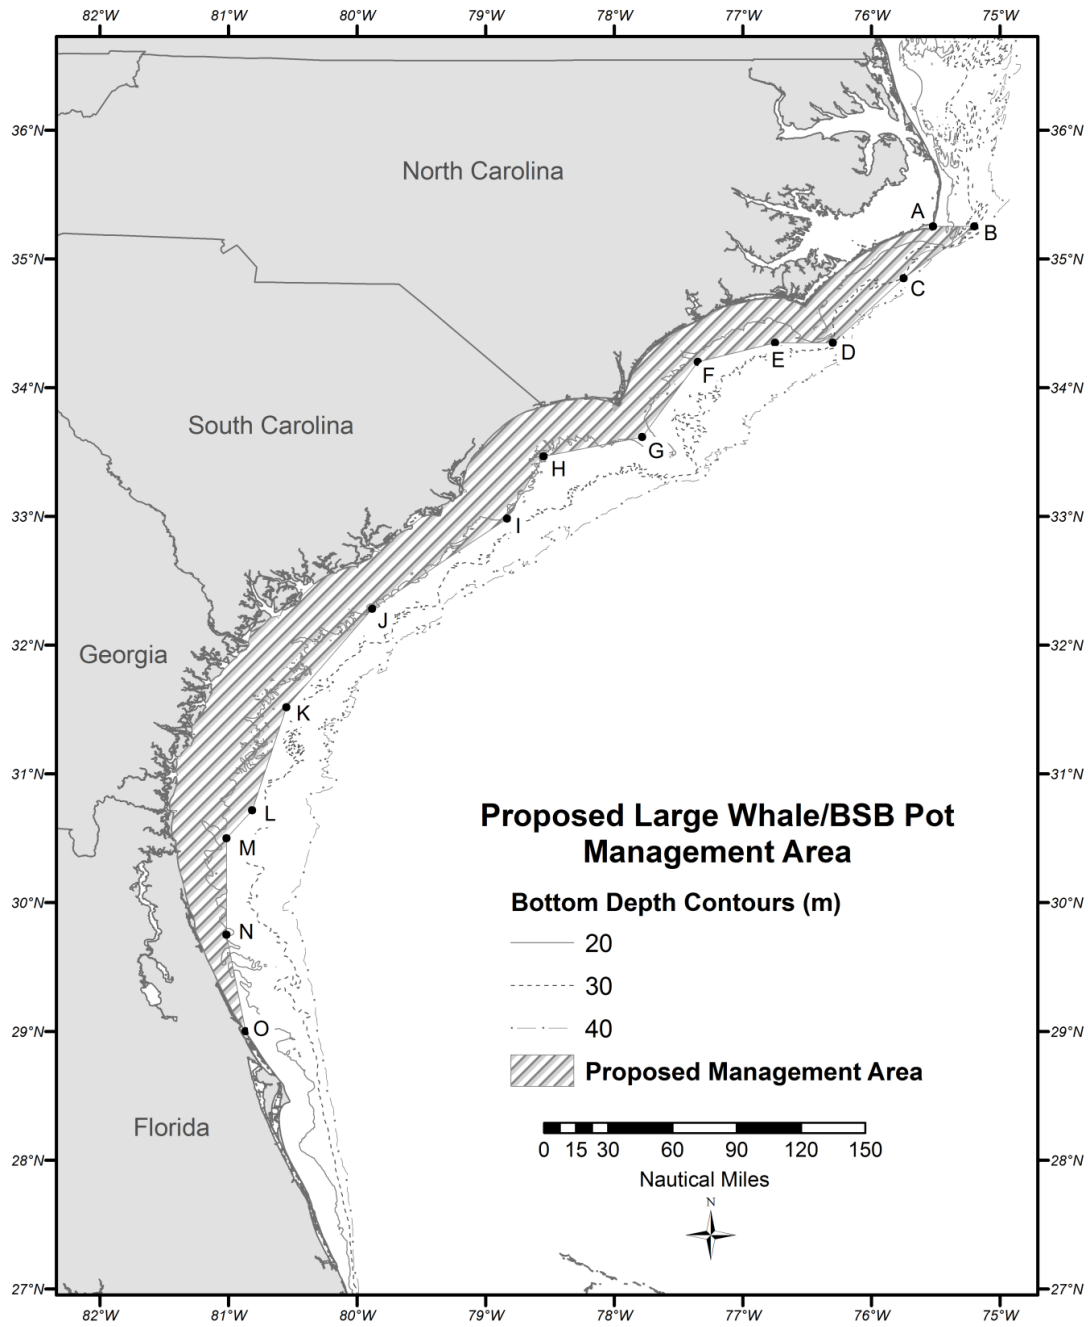 82°W 81°W 80°W 79°W 78°W 77°W 76°W 75°W
36°N 36°N
North Carolina
A
B
35°N 35°N
C
D
E
F
34°N 34°N
South Carolina
G
H
33°N 33°N
I
J
32°N 32°N
Georgia
K
31°N 31°N
L
Proposed Large Whale/BSB Pot
Management Area
M
Bottom Depth Contours (m)
30°N 30°N
N
20
30
O
29°N 29°N
40
Proposed Management Area
Florida
0 15 30 60 90 120 150
28°N 28°N
Nautical Miles
N
27°N 27°N
82°W 81°W 80°W 79°W 78°W 77°W 76°W 75°W